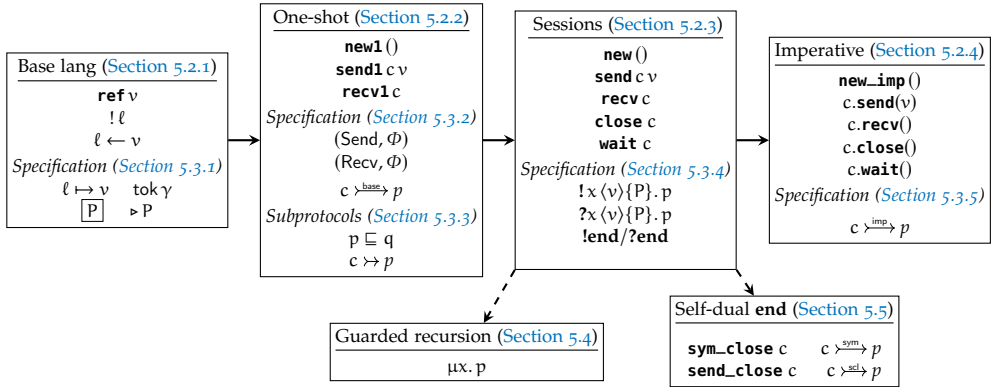 Base lang (Section 5.2.1)
ref v
! ℓ
ℓ ← v
Specification (Section 5.3.1)
ℓ ↦ v tok γ
P ▹ P
One-shot (Section 5.2.2)
new1 ()
send1 c v
recv1 c
Specification (Section 5.3.2)
(Send, Φ)
(Recv, Φ)
c ↣base p
Subprotocols (Section 5.3.3)
p ⊑ q
c ↣ p
Sessions (Section 5.2.3)
new ()
send c v
recv c
close c
wait c
Specification (Section 5.3.4)
! x ⟨v⟩{P}. p
? x ⟨v⟩{P}. p
!end/?end
Imperative (Section 5.2.4)
new_imp ()
c.send(v)
c.recv()
c.close()
c.wait()
Specification (Section 5.3.5)
c ↣imp p
Guarded recursion (Section 5.4)
μx. p
Self-dual end (Section 5.5)
sym_close c c ↣sym p
send_close c c ↣scl p